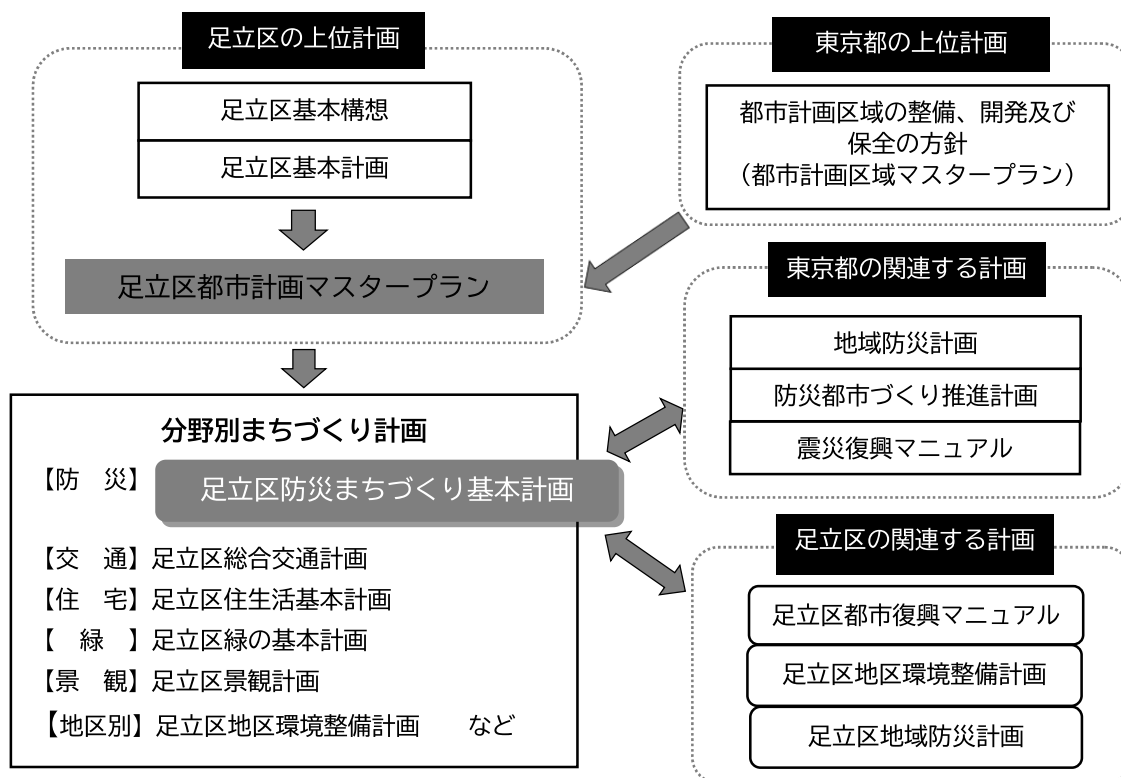 足立区の上位計画
足立区基本構想
足立区基本計画
足立区都市計画マスタープラン
東京都の上位計画
都市計画区域の整備、開発及び
保全の方針
(都市計画区域マスタープラン)
東京都の関連する計画
地域防災計画
防災都市づくり推進計画
震災復興マニュアル
分野別まちづくり計画
【防　災】
足立区防災まちづくり基本計画
【交　通】足立区総合交通計画
【住　宅】足立区住生活基本計画
【　緑　】足立区緑の基本計画
【景　観】足立区景観計画
【地区別】足立区地区環境整備計画　　など
足立区の関連する計画
足立区都市復興マニュアル
足立区地区環境整備計画
足立区地域防災計画